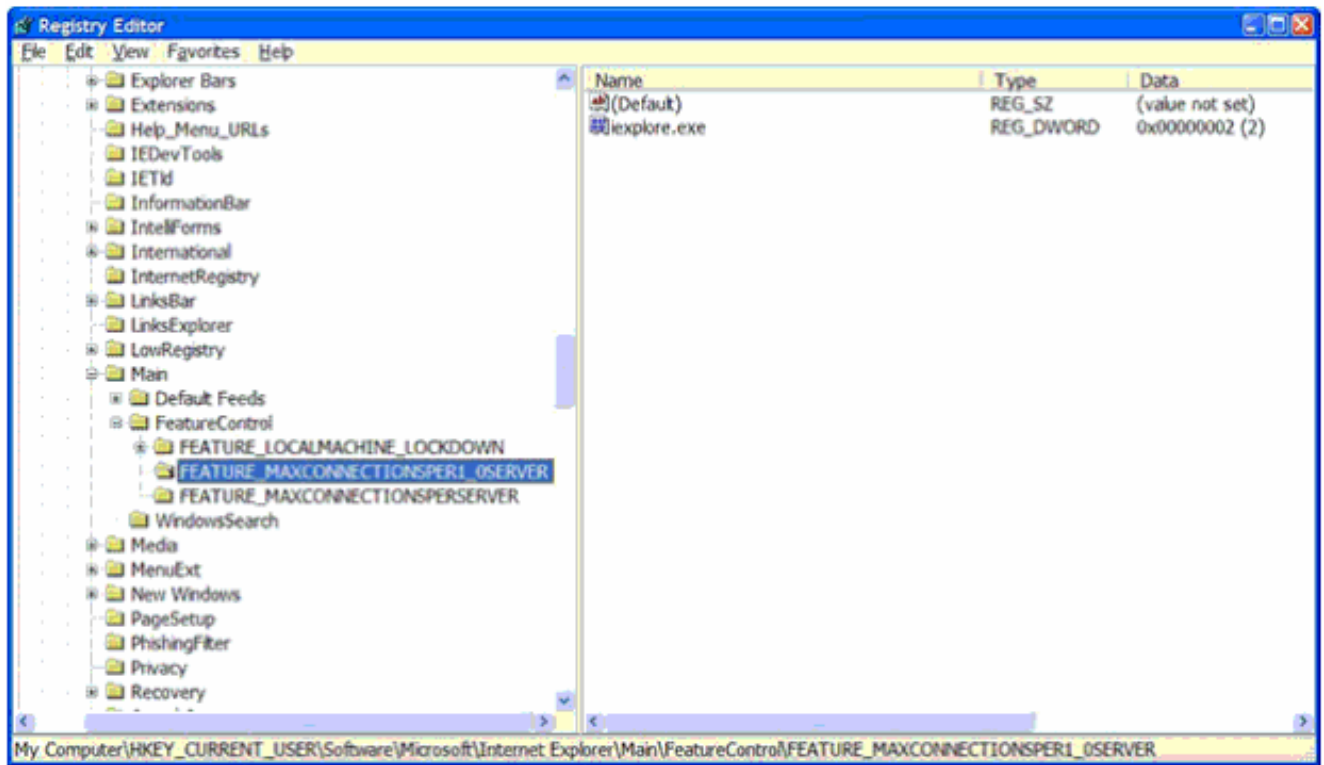 Registry Editor
File Edit View Favorites Help
Explorer Bars
Extensions
Help_Menu_URLs
IEDevTools
IETld
InformationBar
IntelliForms
International
InternetRegistry
LinksBar
LinksExplorer
LowRegistry
Main
Default Feeds
FeatureControl
FEATURE_LOCALMACHINE_LOCKDOWN
FEATURE_MAXCONNECTIONSPER1_0SERVER
FEATURE_MAXCONNECTIONSPERSERVER
WindowsSearch
Media
MenuExt
New Windows
PageSetup
PhishingFilter
Privacy
Recovery
Name Type Data
(Default) REG_SZ (value not set)
iexplore.exe REG_DWORD 0x00000002 (2)
My Computer\HKEY_CURRENT_USER\Software\Microsoft\Internet Explorer\Main\FeatureControl\FEATURE_MAXCONNECTIONSPER1_0SERVER